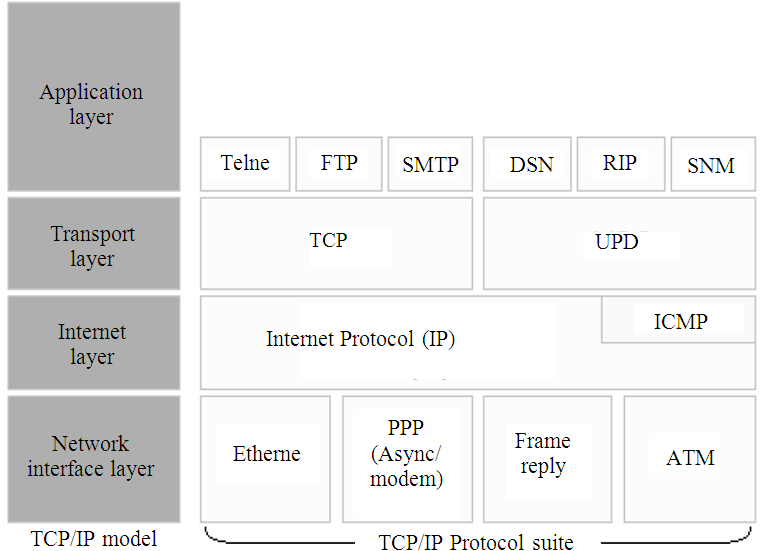 Application
layer
Telne
FTP
SMTP
DSN
RIP
SNM
Transport
layer
TCP
UPD
Internet
layer
Internet Protocol (IP)
ICMP
Network
interface layer
Etherne
PPP
(Async/
modem)
Frame
reply
ATM
TCP/IP model
TCP/IP Protocol suite